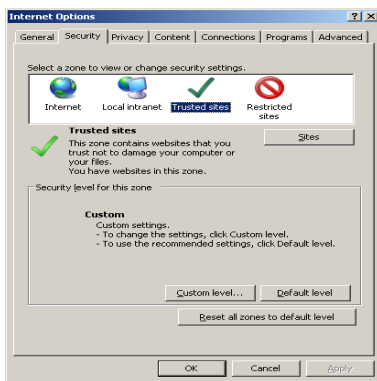 Internet Options
General Security Privacy Content Connections Programs Advanced
Select a zone to view or change security settings.
Internet Local intranet Trusted sites Restricted
sites
Trusted sites
Sites
This zone contains websites that you
trust not to damage your computer or
your files.
You have websites in this zone.
Security level for this zone
Custom
Custom settings.
- To change the settings, click Custom level.
- To use the recommended settings, click Default level.
Custom level... Default level
Reset all zones to default level
OK Cancel Apply